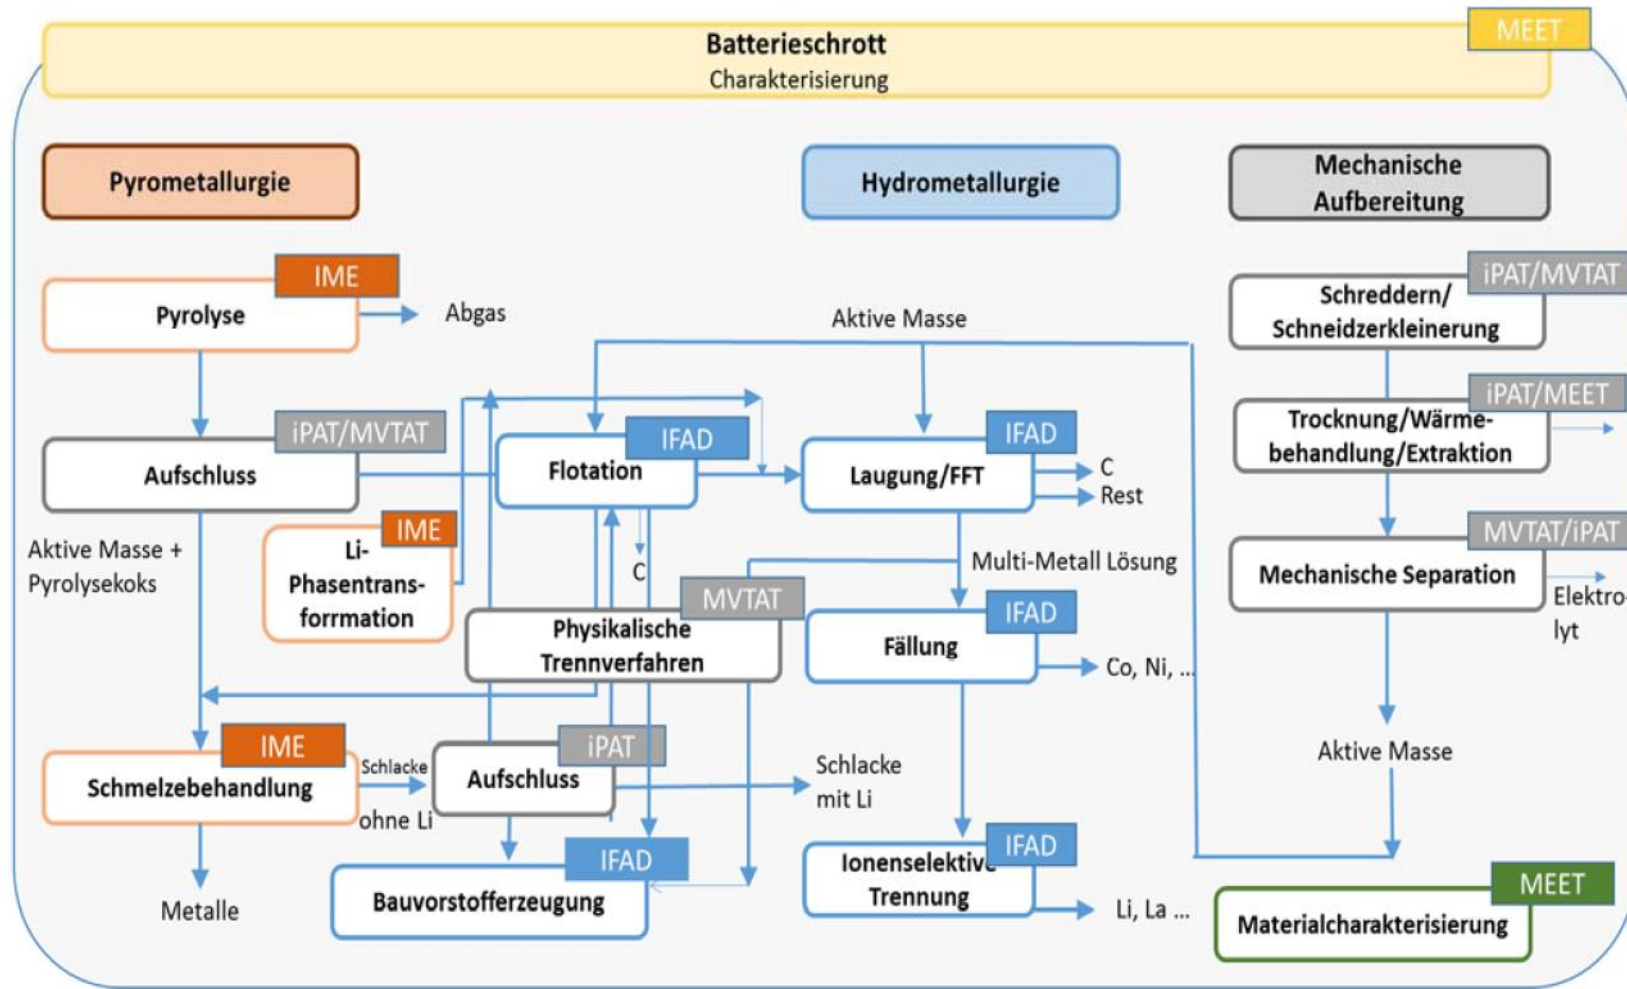 MEET
Batterieschrott
Charakterisierung
Pyrometallurgie
Hydrometallurgie
Mechanische
Aufbereitung
IME
Pyrolyse
Abgas
Aktive Masse
iPAT/MVTAT
Schreddern/
Schneidzerkleinerung
iPAT/MVTAT
Aufschluss
IFAD
Flotation
IFAD
Laugung/FFT
C
Rest
iPAT/MEET
Trocknung/Wärme-
behandlung/Extraktion
Aktive Masse +
Pyrolysekoks
IME
Li-
Phasentrans-
forrmation
C
Multi-Metall Lösung
MVTAT/iPAT
Mechanische Separation
Elektro-
lyt
MVTAT
Physikalische
Trennverfahren
IFAD
Fällung
Co, Ni, ...
IME
Schmelzebehandlung
Schlacke
ohne Li
iPAT
Aufschluss
Schlacke
mit Li
Aktive Masse
Metalle
IFAD
Bauvorstofferzeugung
IFAD
Ionenselektive
Trennung
Li, La ...
MEET
Materialcharakterisierung